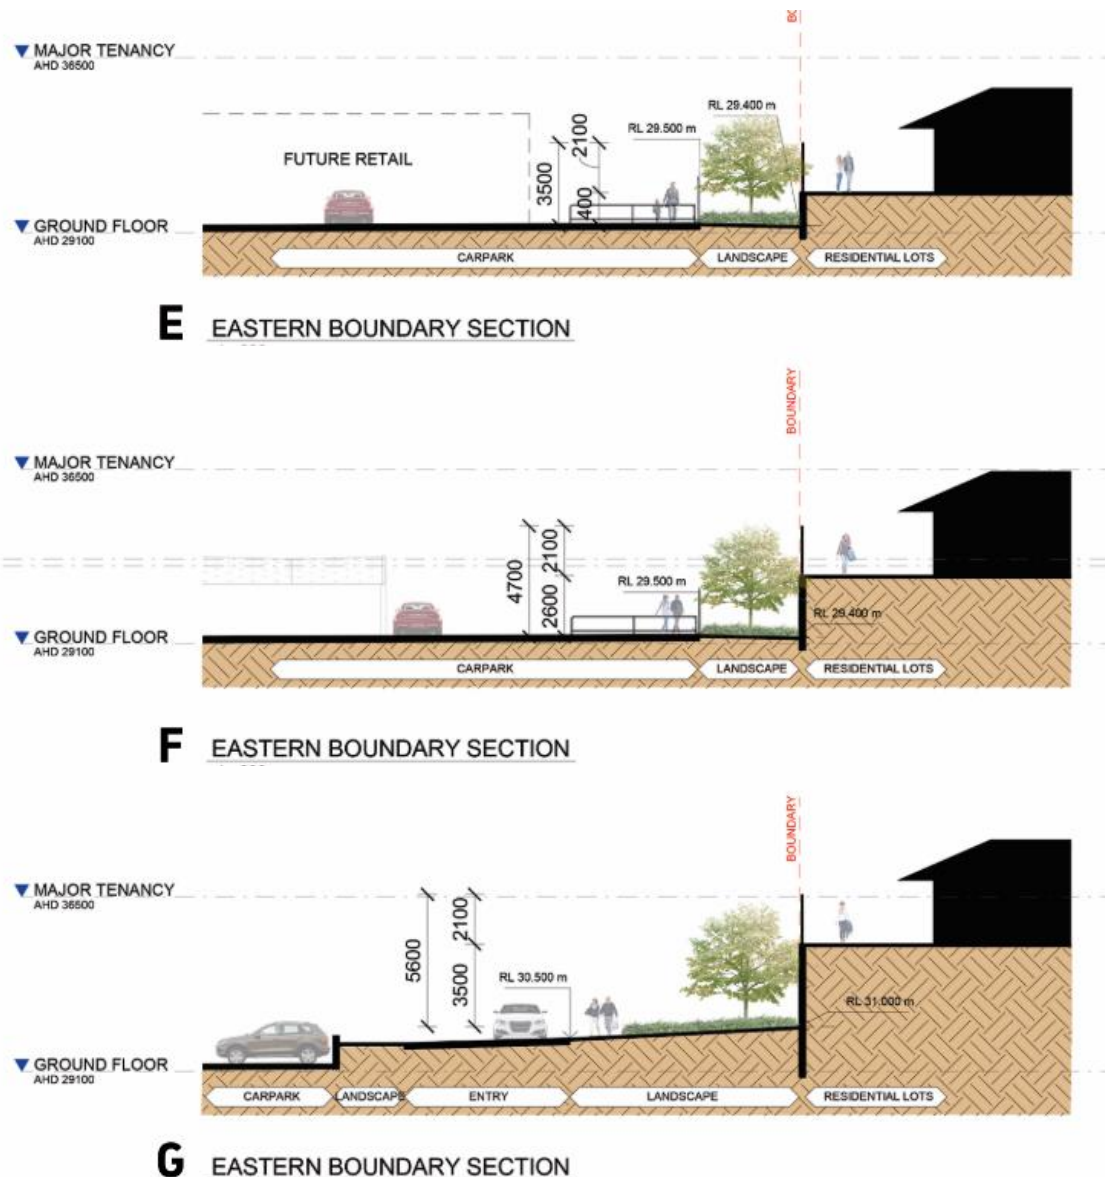 BO
MAJOR TENANCY
AHD 36500
RL 29.400 m
RL 29.500 m
2100
3500
400
FUTURE RETAIL
GROUND FLOOR
AHD 29100
CARPARK
LANDSCAPE
RESIDENTIAL LOTS
E EASTERN BOUNDARY SECTION
BOUNDARY
MAJOR TENANCY
AHD 36500
4700
2100
2600
RL 29.500 m
RL 29.400 m
GROUND FLOOR
AHD 29100
CARPARK
LANDSCAPE
RESIDENTIAL LOTS
F EASTERN BOUNDARY SECTION
BOUNDARY
MAJOR TENANCY
AHD 36500
5600
2100
3500
RL 30.500 m
RL 31.000 m
GROUND FLOOR
AHD 29100
CARPARK
LANDSCAPE
ENTRY
LANDSCAPE
RESIDENTIAL LOTS
G EASTERN BOUNDARY SECTION